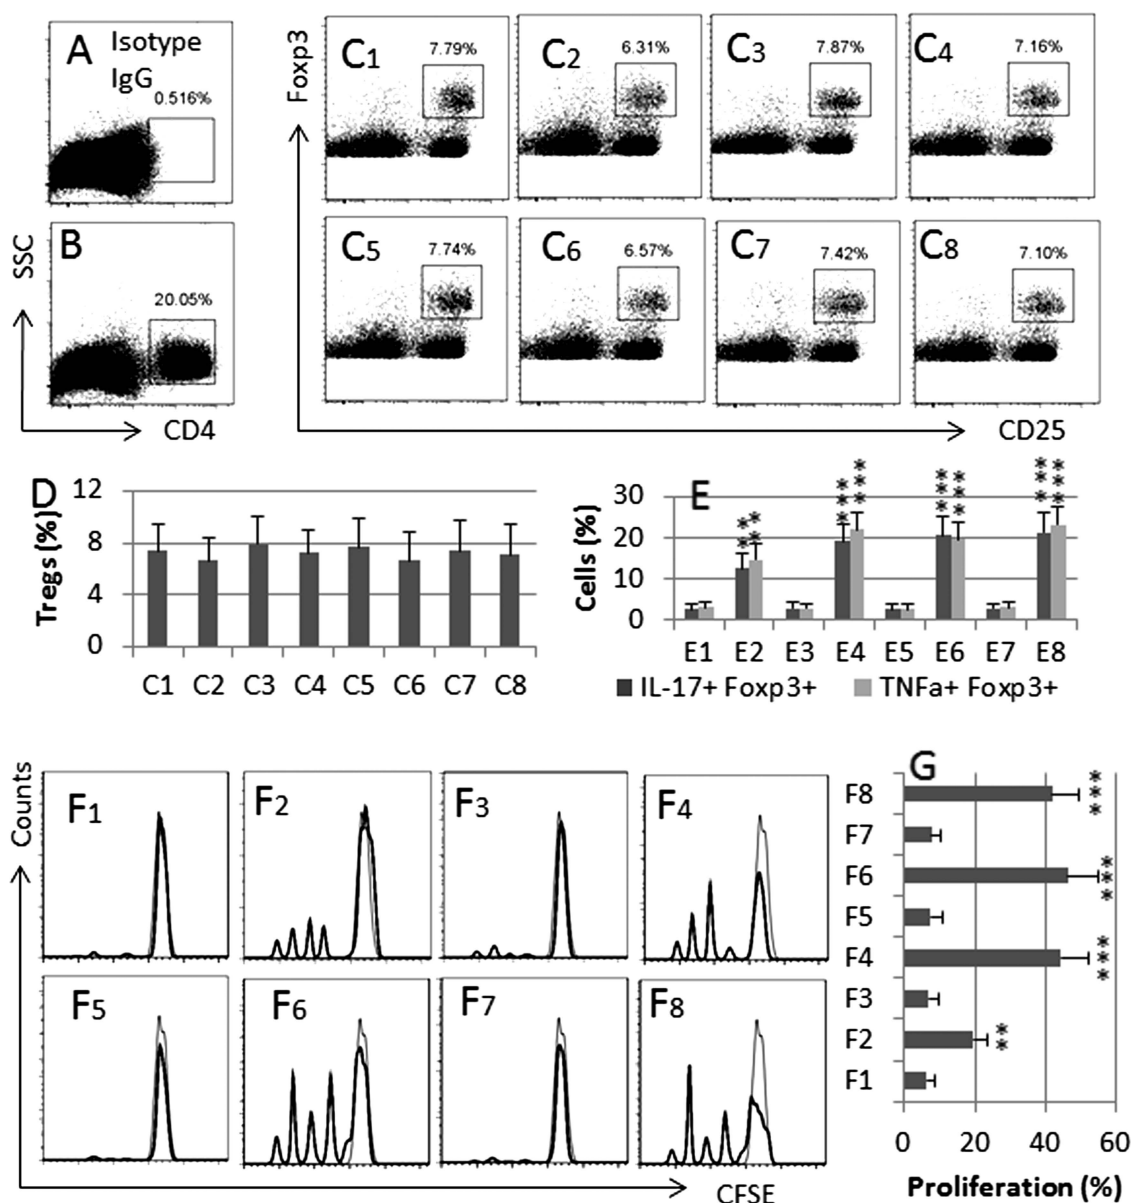 A Isotype
IgG
0.516%
SSC
B
20.05%
CD4
Foxp3
C1 7.79%
C2 6.31%
C3 7.87%
C4 7.16%
C5 7.74%
C6 6.57%
C7 7.42%
C8 7.10%
CD25
D
Tregs (%)
12
8
4
0
C1 C2 C3 C4 C5 C6 C7 C8
E
Cells (%)
30
20
10
0
** ** *** *** *** *** *** ***
E1 E2 E3 E4 E5 E6 E7 E8
IL-17+ Foxp3+ TNFa+ Foxp3+
Counts
F1 F2 F3 F4
F5 F6 F7 F8
CFSE
G
F8 ***
F7
F6 ***
F5
F4 ***
F3
F2 **
F1
0 20 40 60
Proliferation (%)